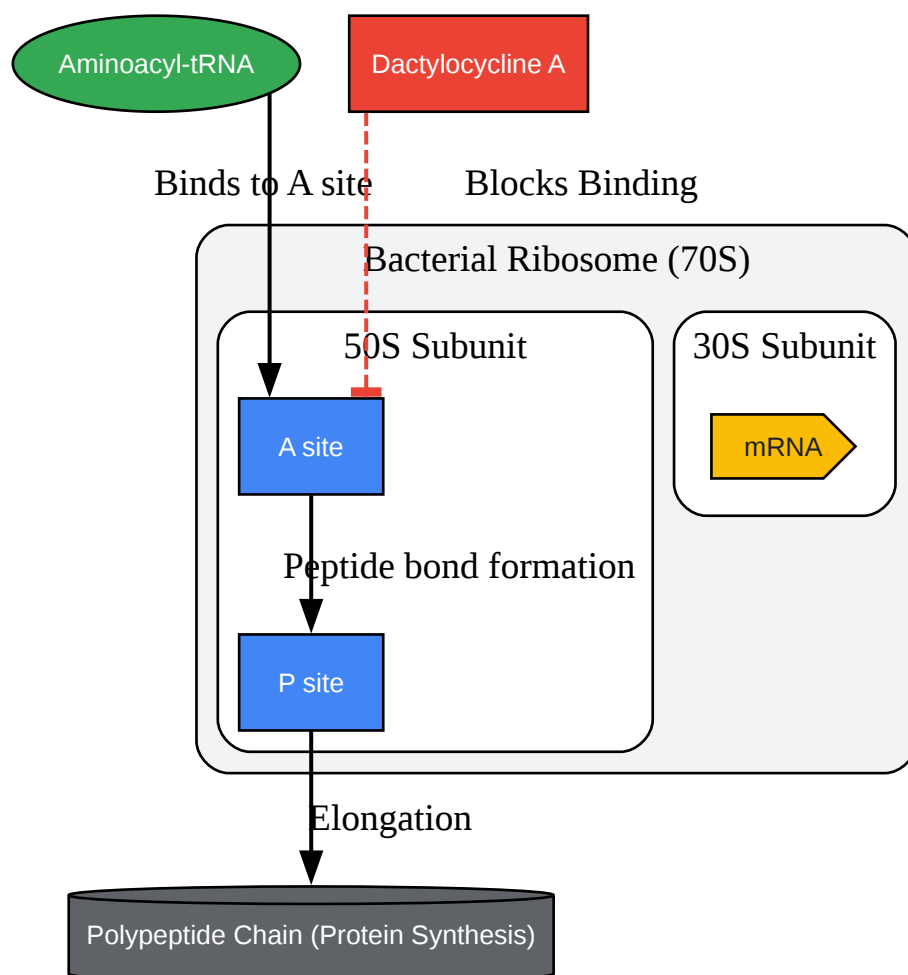 Aminoacyl-tRNA
Dactylocycline A
Binds to A site
Blocks Binding
Bacterial Ribosome (70S)
50S Subunit
30S Subunit
A site
mRNA
Peptide bond formation
P site
Elongation
Polypeptide Chain (Protein Synthesis)